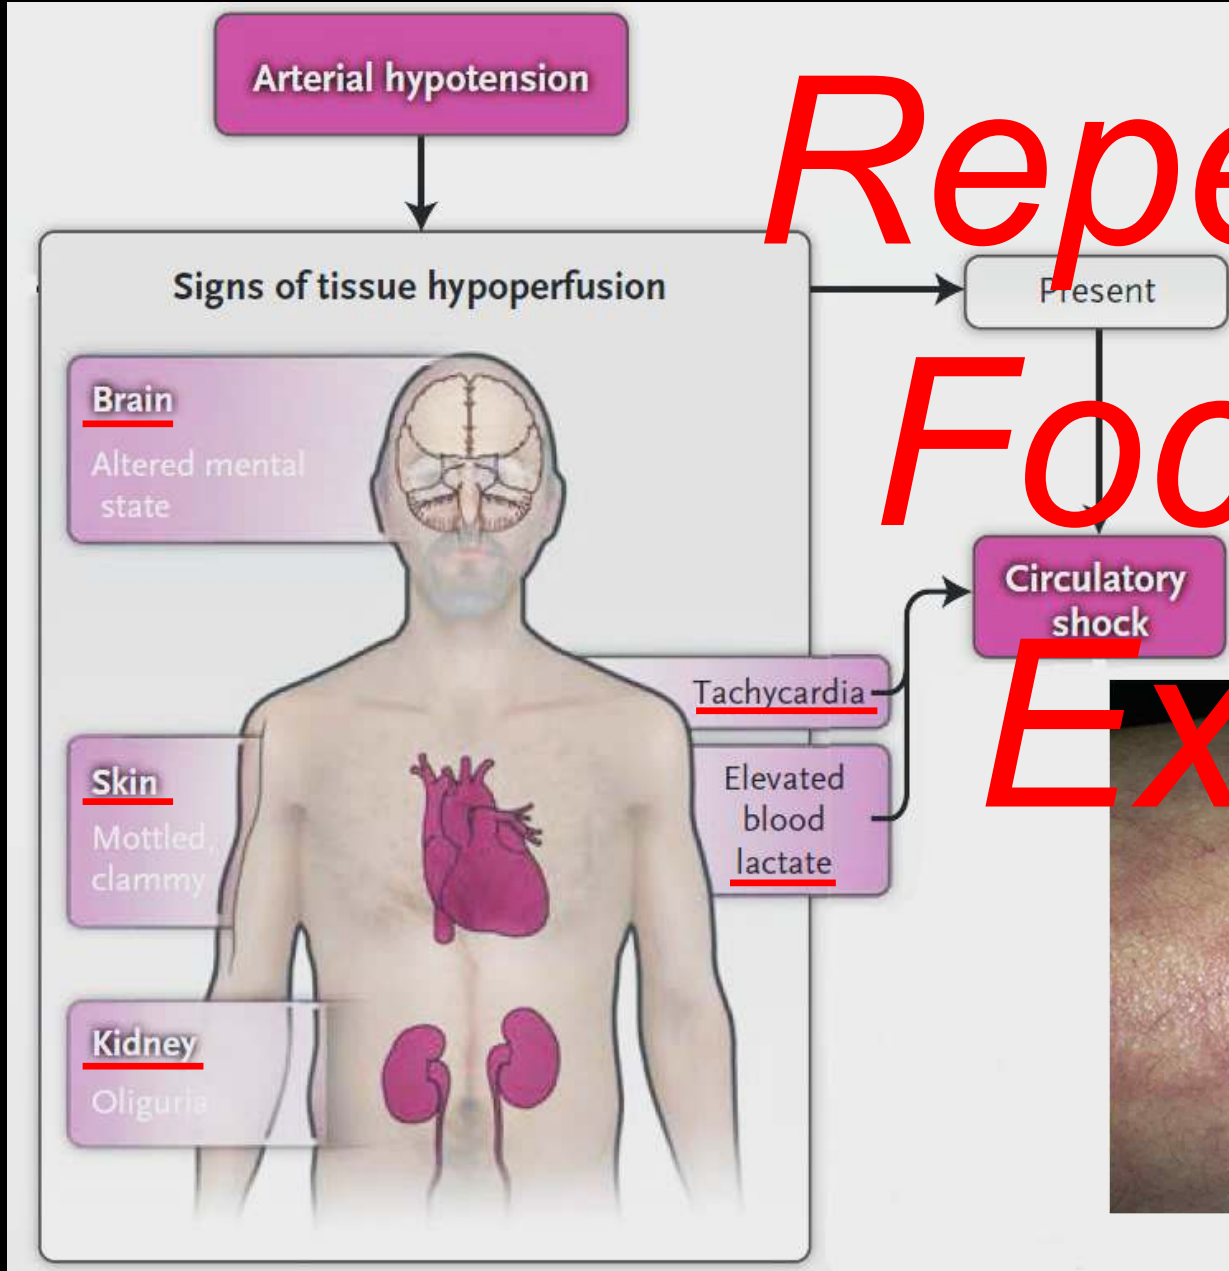 Arterial hypotension
Signs of tissue hypoperfusion
Present
Brain
Altered mental
state
Circulatory
shock
Tachycardia
Elevated
blood
lactate
Skin
Mottled,
clammy
Kidney
Oliguria